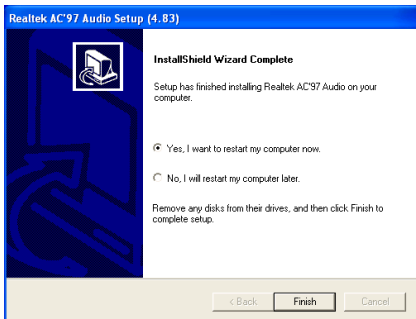 Realtek AC'97 Audio Setup (4.83)
InstallShield Wizard Complete
Setup has finished installing Realtek AC'97 Audio on your
computer.
Yes, I want to restart my computer now.
No, I will restart my computer later.
Remove any disks from their drives, and then click Finish to
complete setup.
< Back Finish Cancel